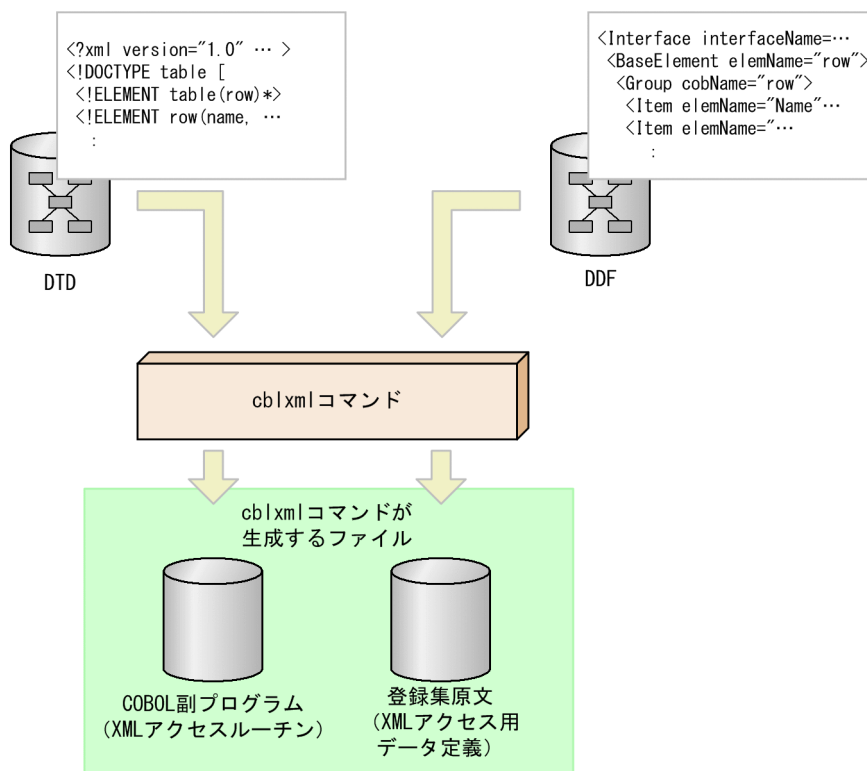 <?xml version="1.0" … >
<!DOCTYPE table [
<!ELEMENT table(row)*>
<!ELEMENT row(name, …
:
DTD
<Interface interfaceName=…
<BaseElement elemName="row">
<Group cobName="row">
<Item elemName="Name"…
<Item elemName="…
:
DDF
cblxmlコマンド
cblxmlコマンドが
生成するファイル
COBOL副プログラム
(XMLアクセスルーチン)
登録集原文
(XMLアクセス用
データ定義)